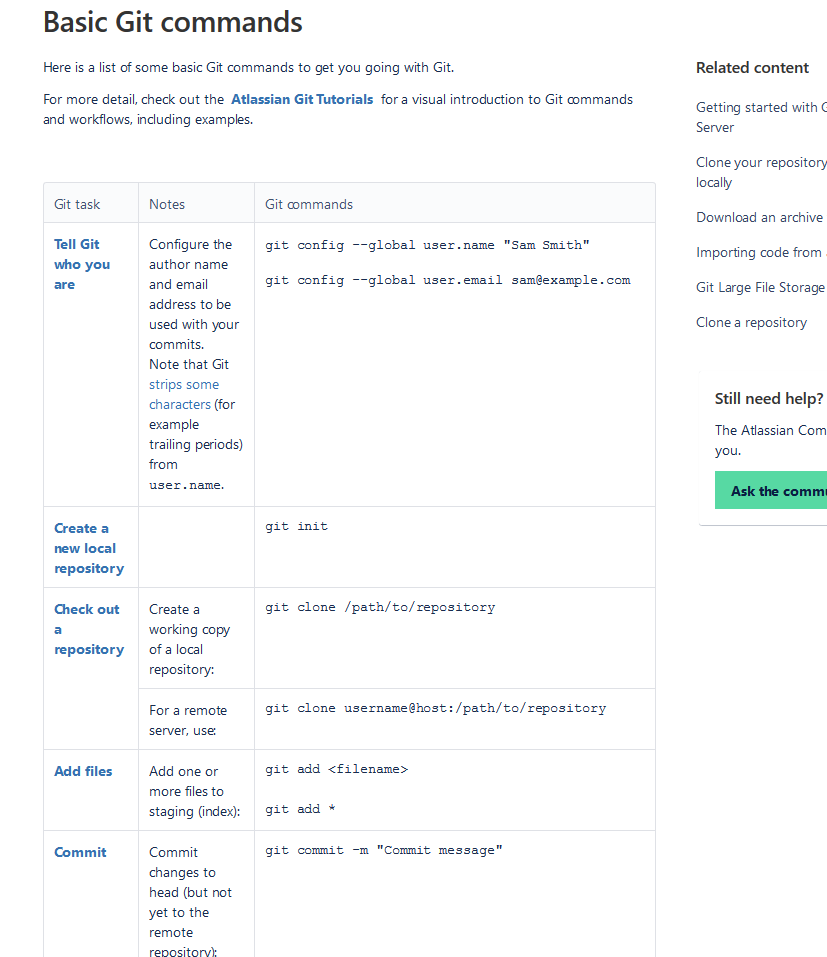 Basic Git commands
Here is a list of some basic Git commands to get you going with Git.
For more detail, check out the Atlassian Git Tutorials for a visual introduction to Git commands
and workflows, including examples.
Git task
Notes
Git commands
Tell Git
who you
are
Configure the
author name
and email
address to be
used with your
commits.
Note that Git
strips some
characters (for
example
trailing periods)
from
user.name.
git config --global user.name "Sam Smith"
git config --global user.email sam@example.com
Create a
new local
repository
git init
Check out
a
repository
Create a
working copy
of a local
repository:
git clone /path/to/repository
For a remote
server, use:
git clone username@host:/path/to/repository
Add files
Add one or
more files to
staging (index):
git add <filename>
git add *
Commit
Commit
changes to
head (but not
yet to the
remote
repository):
git commit -m "Commit message"
Related content
Getting started with
Server
Clone your repository
locally
Download an archive
Importing code from
Git Large File Storage
Clone a repository
Still need help?
The Atlassian Com
you.
Ask the comm